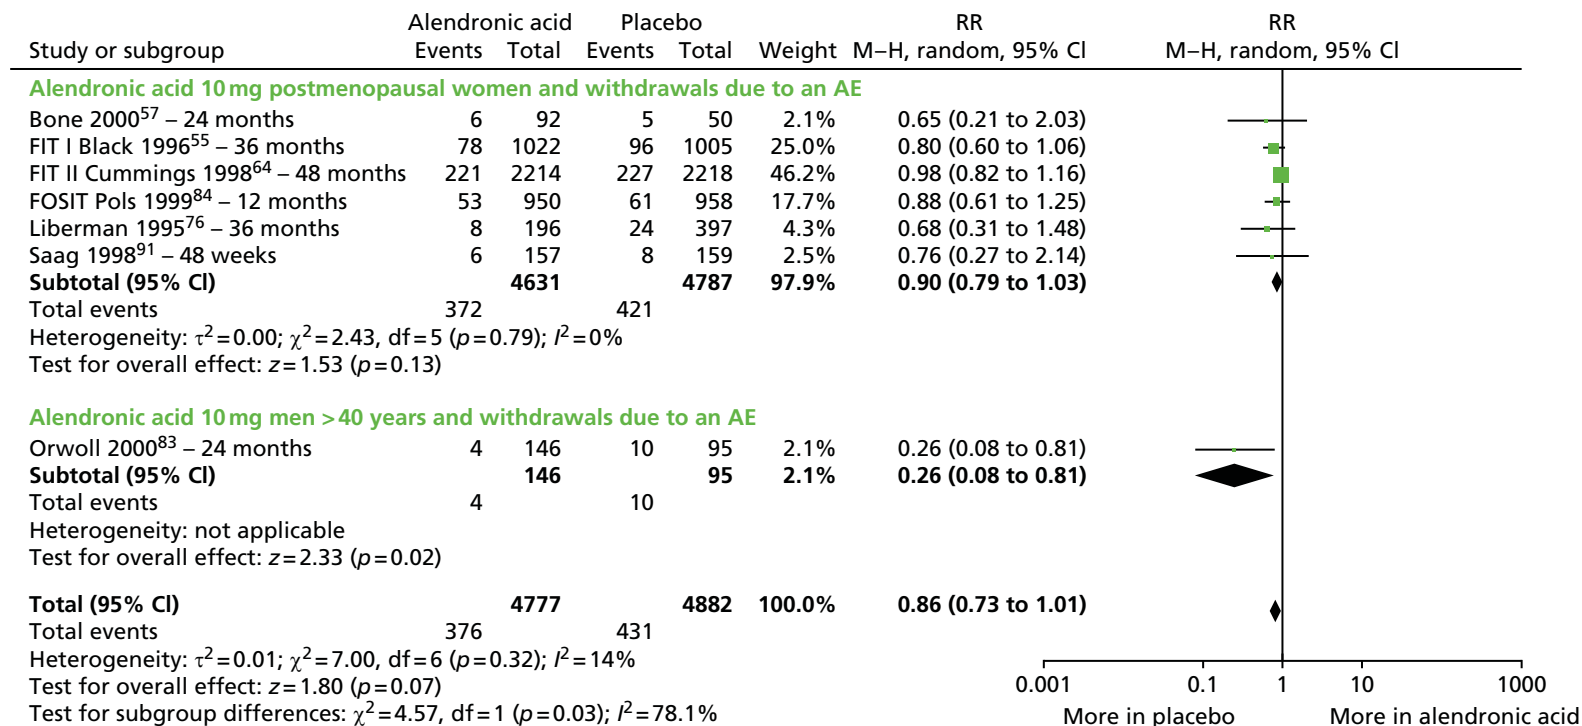 Alendronic acid Placebo RR RR
Study or subgroup Events Total Events Total Weight M–H, random, 95% CI M–H, random, 95% CI
Alendronic acid 10 mg postmenopausal women and withdrawals due to an AE
Bone 2000⁵⁷ – 24 months 6 92 5 50 2.1% 0.65 (0.21 to 2.03)
FIT I Black 1996⁵⁵ – 36 months 78 1022 96 1005 25.0% 0.80 (0.60 to 1.06)
FIT II Cummings 1998⁶⁴ – 48 months 221 2214 227 2218 46.2% 0.98 (0.82 to 1.16)
FOSIT Pols 1999⁸⁴ – 12 months 53 950 61 958 17.7% 0.88 (0.61 to 1.25)
Liberman 1995⁷⁶ – 36 months 8 196 24 397 4.3% 0.68 (0.31 to 1.48)
Saag 1998⁹¹ – 48 weeks 6 157 8 159 2.5% 0.76 (0.27 to 2.14)
Subtotal (95% CI) 4631 4787 97.9% 0.90 (0.79 to 1.03)
Total events 372 421
Heterogeneity: τ²=0.00; χ²=2.43, df=5 (p=0.79); I²=0%
Test for overall effect: z=1.53 (p=0.13)
Alendronic acid 10 mg men >40 years and withdrawals due to an AE
Orwoll 2000⁸³ – 24 months 4 146 10 95 2.1% 0.26 (0.08 to 0.81)
Subtotal (95% CI) 146 95 2.1% 0.26 (0.08 to 0.81)
Total events 4 10
Heterogeneity: not applicable
Test for overall effect: z=2.33 (p=0.02)
Total (95% CI) 4777 4882 100.0% 0.86 (0.73 to 1.01)
Total events 376 431
Heterogeneity: τ²=0.01; χ²=7.00, df=6 (p=0.32); I²=14%
Test for overall effect: z=1.80 (p=0.07)
Test for subgroup differences: χ²=4.57, df=1 (p=0.03); I²=78.1%
0.001 0.1 1 10 1000
More in placebo More in alendronic acid